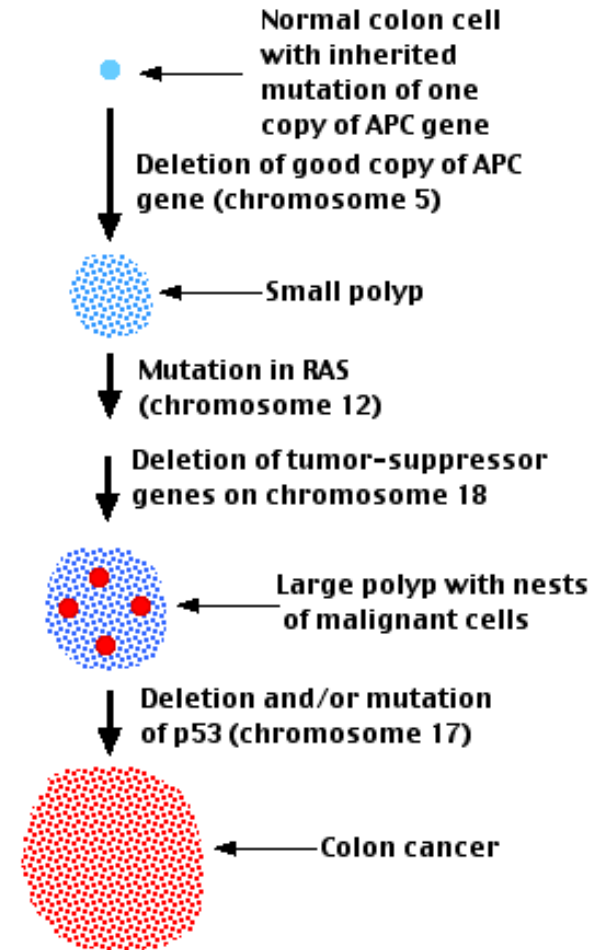 Normal colon cell
with inherited
mutation of one
copy of APC gene
Deletion of good copy of APC
gene (chromosome 5)
Small polyp
Mutation in RAS
(chromosome 12)
Deletion of tumor-suppressor
genes on chromosome 18
Large polyp with nests
of malignant cells
Deletion and/or mutation
of p53 (chromosome 17)
Colon cancer